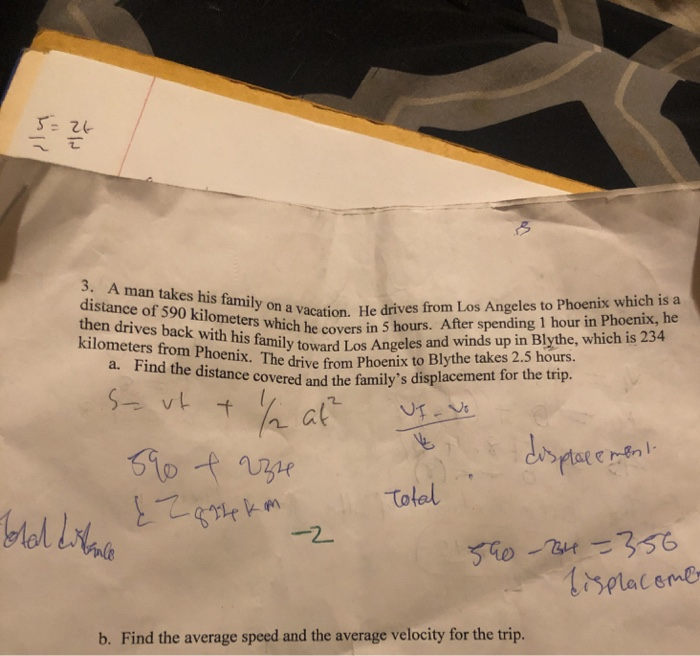 5 = 26
2 2
3. A man takes his family on a vacation. He drives from Los Angeles to Phoenix which is a
distance of 590 kilometers which he covers in 5 hours. After spending 1 hour in Phoenix, he
then drives back with his family toward Los Angeles and winds up in Blythe, which is 234
kilometers from Phoenix. The drive from Phoenix to Blythe takes 2.5 hours.
a. Find the distance covered and the family's displacement for the trip.
S = vt + 1/2 at²
590 + 234
824 km
Total distance
-2
displacement
Total
590 - 234 = 356
displaceme
b. Find the average speed and the average velocity for the trip.